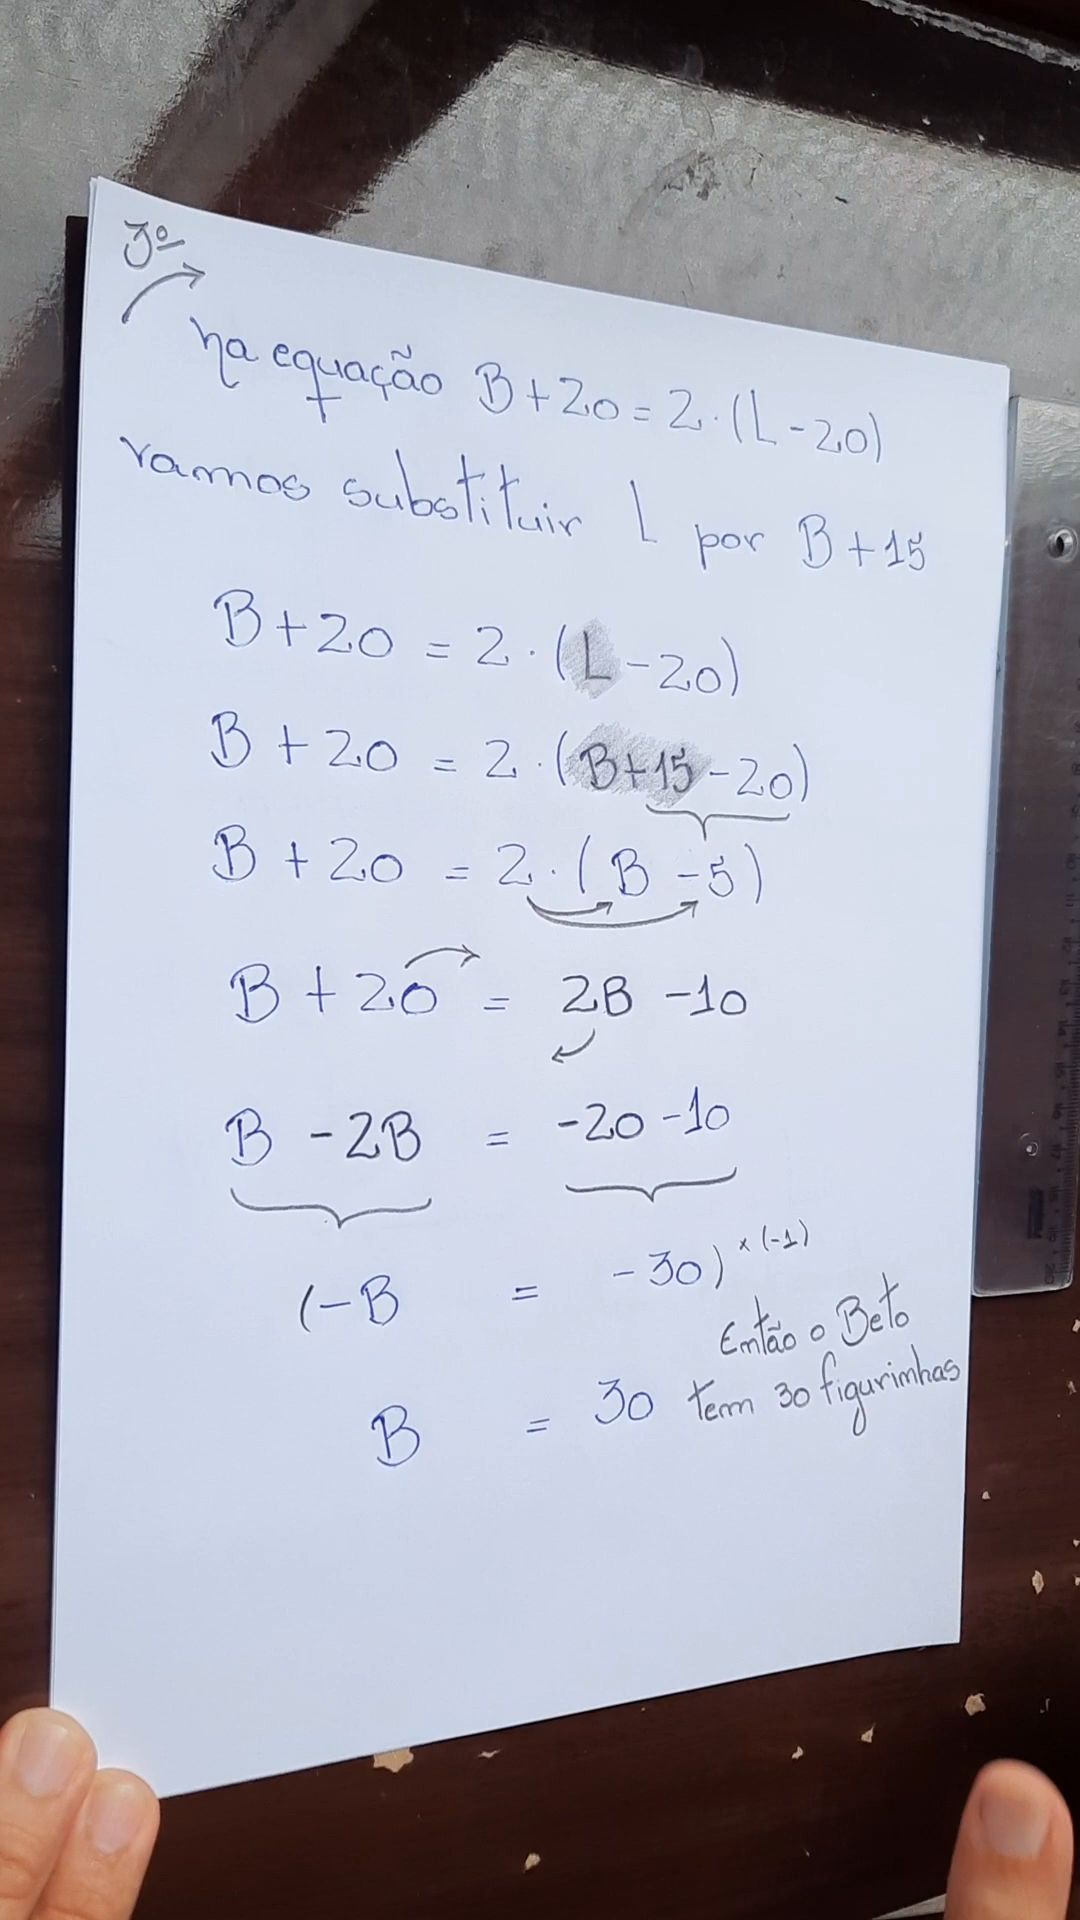 3º
na equação B+20=2·(L-20)
vamos substituir L por B+15
B+20 = 2·(L-20)
B+20 = 2·(B+15-20)
B+20 = 2·(B-5)
B+20 = 2B-10
B-2B = -20-10
(-B = -30) x(-1)
Então o Beto
B = 30 tem 30 figurinhas